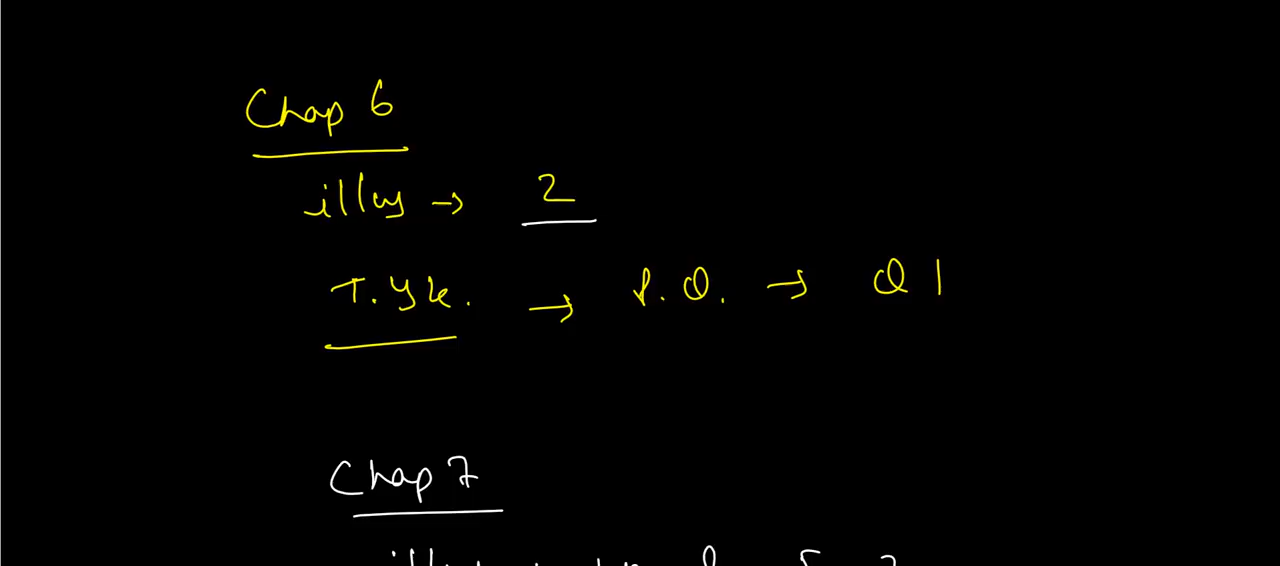 Chap 6
illus → 2
T.Y.K. → P.Q. → Q 1
Chap 7